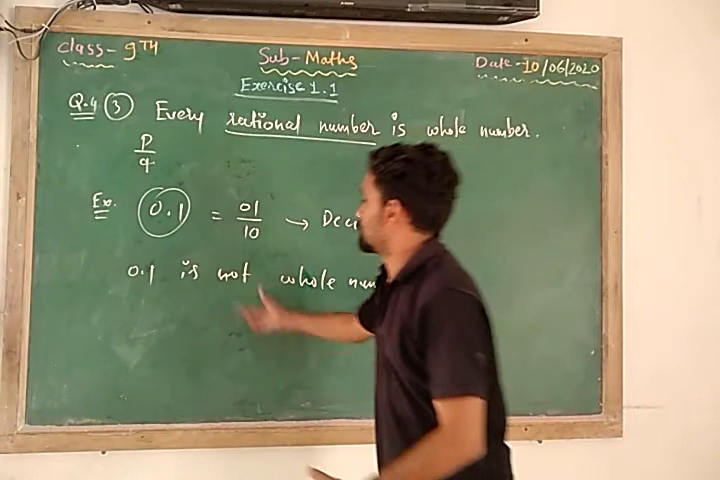 Class- 9TH Sub-Maths Date-10/06/2020
Exercise 1.1
Q.4 (3) Every rational number is whole number.
P
q
Ex. 0.1 = 01/10 → Deci
0.1 is not whole num